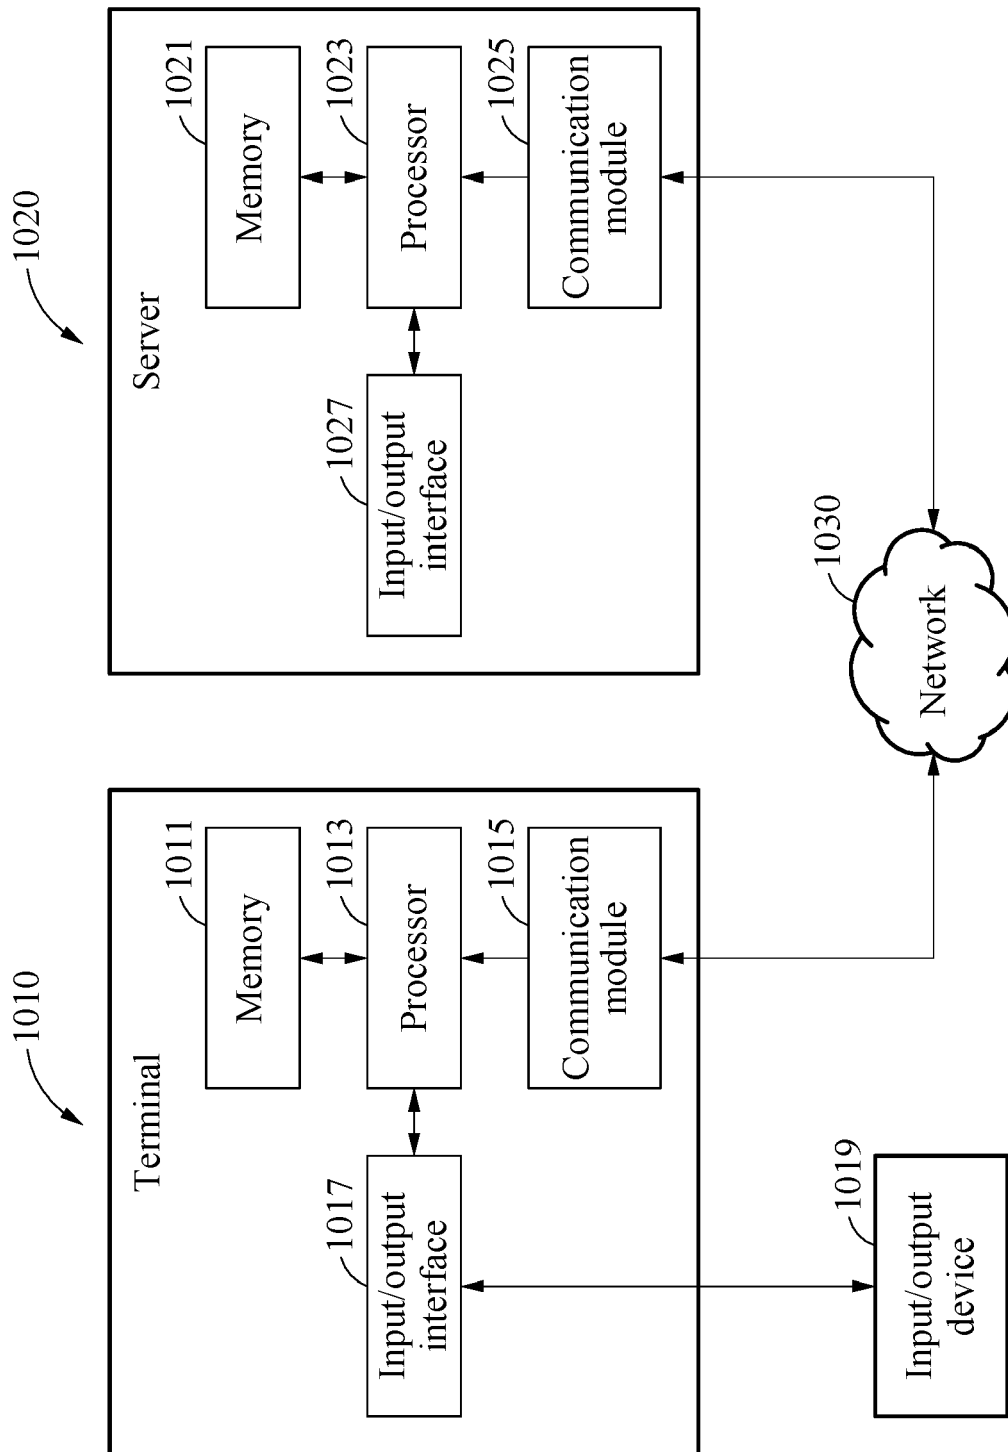 1010
Terminal
1011
Memory
1017
Input/output
interface
1013
Processor
1015
Communication
module
1019
Input/output
device
1020
Server
1021
Memory
1027
Input/output
interface
1023
Processor
1025
Communication
module
1030
Network